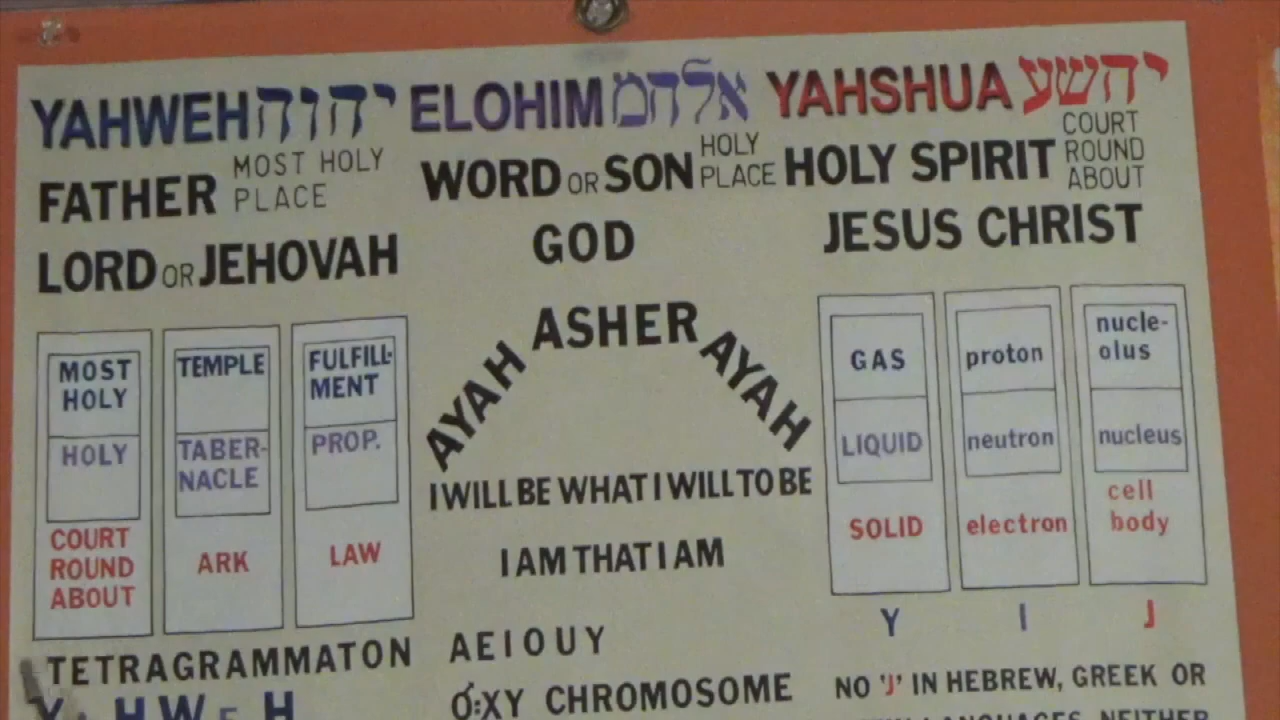 YAHWEH יהוה ELOHIM אלהמ YAHSHUA יהשע
FATHER MOST HOLY PLACE WORD OR SON HOLY PLACE HOLY SPIRIT COURT ROUND ABOUT
LORD OR JEHOVAH GOD JESUS CHRIST
MOST HOLY
HOLY
COURT ROUND ABOUT
TEMPLE
TABER-
NACLE
ARK
FULFILL-
MENT
PROP.
LAW
AYAH ASHER AYAH
I WILL BE WHAT I WILL TO BE
I AM THAT I AM
GAS
LIQUID
SOLID
proton
neutron
electron
nucle-
olus
nucleus
cell
body
Y I J
TETRAGRAMMATON
A E I O U Y
♂:XY CHROMOSOME
NO 'J' IN HEBREW, GREEK OR
LANGUAGES, NEITHER